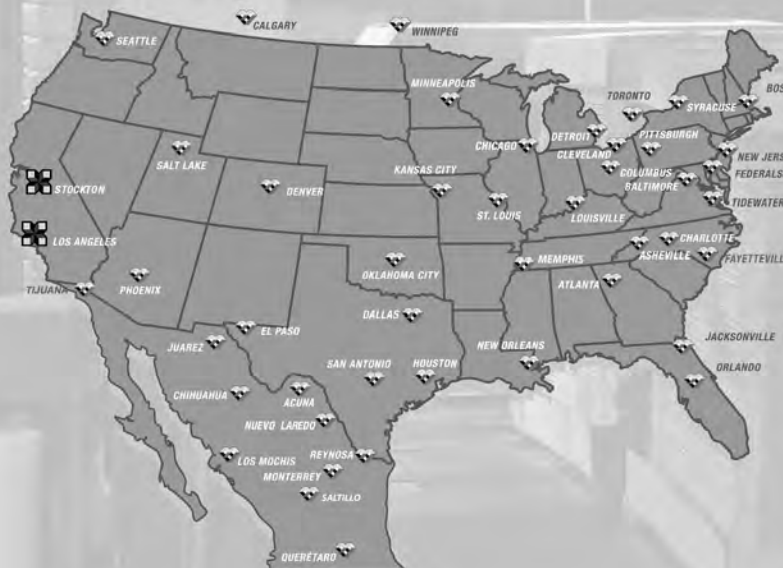 CALGARY
WINNIPEG
SEATTLE
MINNEAPOLIS
TORONTO
SYRACUSE
BOS
DETROIT
PITTSBURGH
CHICAGO
CLEVELAND
NEW JERS
SALT LAKE
KANSAS CITY
COLUMBUS
FEDERALS
BALTIMORE
STOCKTON
DENVER
ST. LOUIS
LOUISVILLE
TIDEWATER
LOS ANGELES
CHARLOTTE
MEMPHIS
ASHEVILLE
FAYETTEVILL
OKLAHOMA CITY
TIJUANA
PHOENIX
ATLANTA
DALLAS
EL PASO
JUAREZ
JACKSONVILLE
NEW ORLEANS
SAN ANTONIO
HOUSTON
ORLANDO
CHIHUAHUA
ACUNA
NUEVO LAREDO
LOS MOCHIS
REYNOSA
MONTERREY
SALTILLO
QUERÉTARO